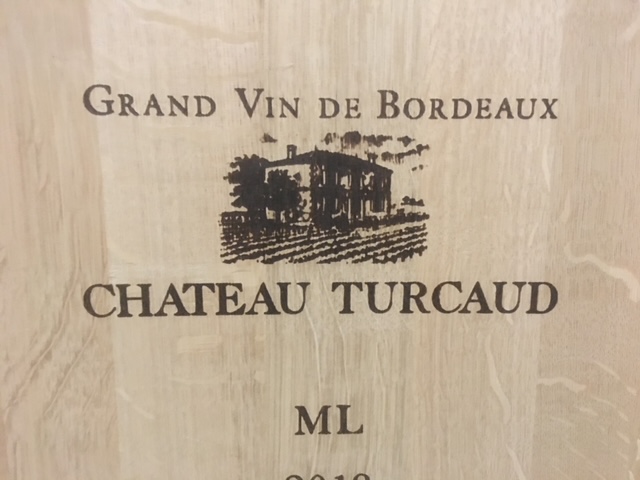 GRAND VIN DE BORDEAUX
CHATEAU TURCAUD
ML